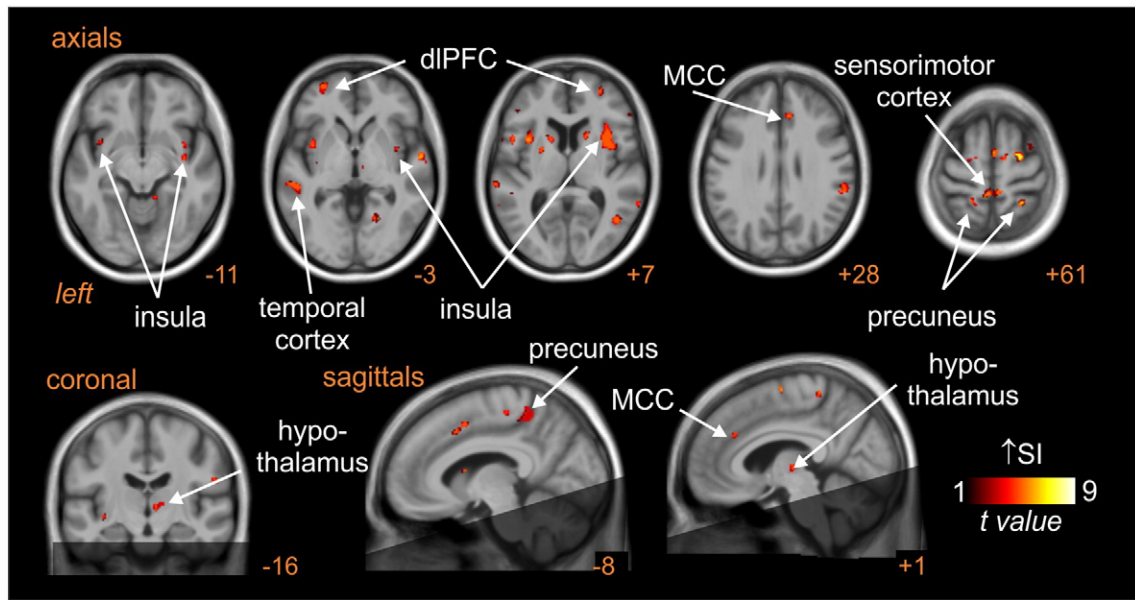 axials
dlPFC
MCC
sensorimotor
cortex
left
-11
-3
+7
+28
+61
insula
temporal
cortex
insula
precuneus
coronal
sagittals
precuneus
hypo-
thalamus
MCC
hypo-
thalamus
↑SI
1
9
t value
-16
-8
+1